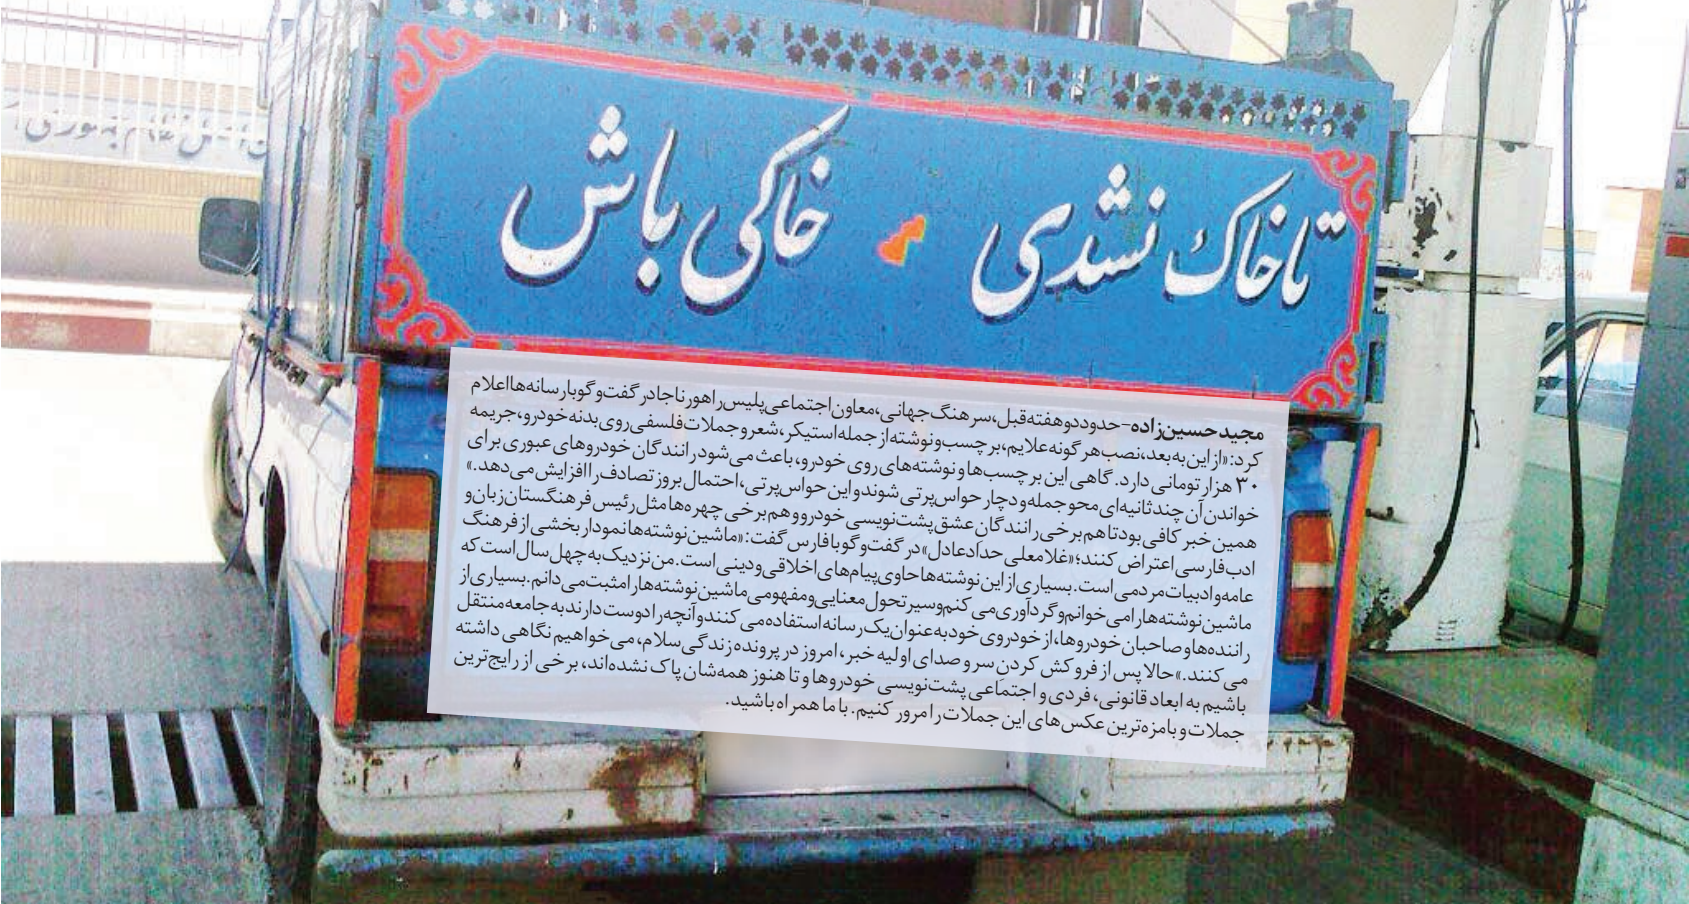 تا خاک نشدی خاکی باش
مجید حسین‌زاده- حدود دو هفته قبل، سرهنگ جهانی، معاون اجتماعی پلیس راهور ناجا در گفت‌وگو با رسانه‌ها اعلام
کرد: «از این به بعد، نصب هرگونه علایم، برچسب و نوشته از جمله استیکر، شعر و جملات فلسفی روی بدنه خودرو، جریمه
۳۰ هزار تومانی دارد. گاهی این برچسب‌ها و نوشته‌های روی خودرو، باعث می‌شود رانندگان خودروهای عبوری برای
خواندن آن چند ثانیه‌ای محو جمله و دچار حواس‌پرتی شوند و این حواس‌پرتی، احتمال بروز تصادف را افزایش می‌دهد.»
همین خبر کافی بود تا هم برخی رانندگانِ عشق پشت‌نویسی خودرو و هم برخی چهره‌ها مثل رئیس فرهنگستان زبان و
ادب فارسی اعتراض کنند؛ «غلامعلی حدادعادل» در گفت‌وگو با فارس گفت: «ماشین‌نوشته‌ها نمودار بخشی از فرهنگ
عامه و ادبیات مردمی است. بسیاری از این نوشته‌ها حاوی پیام‌های اخلاقی و دینی است. من نزدیک به چهل سال است که
ماشین‌نوشته‌ها را می‌خوانم و گردآوری می‌کنم و سیر تحول معنایی و مفهومی ماشین‌نوشته‌ها را مثبت می‌دانم. بسیاری از
راننده‌ها و صاحبان خودروها، از خودروی خود به عنوان یک رسانه استفاده می‌کنند و آنچه را دوست دارند به جامعه منتقل
می‌کنند.» حالا پس از فروکش کردنِ سر و صدای اولیه خبر، امروز در پرونده زندگی‌سلام، می‌خواهیم نگاهی داشته
باشیم به ابعاد قانونی، فردی و اجتماعی پشت‌نویسی خودروها و تا هنوز همه‌شان پاک نشده‌اند، برخی از رایج‌ترین
جملات و بامزه‌ترین عکس‌های این جملات را مرور کنیم. با ما همراه باشید.